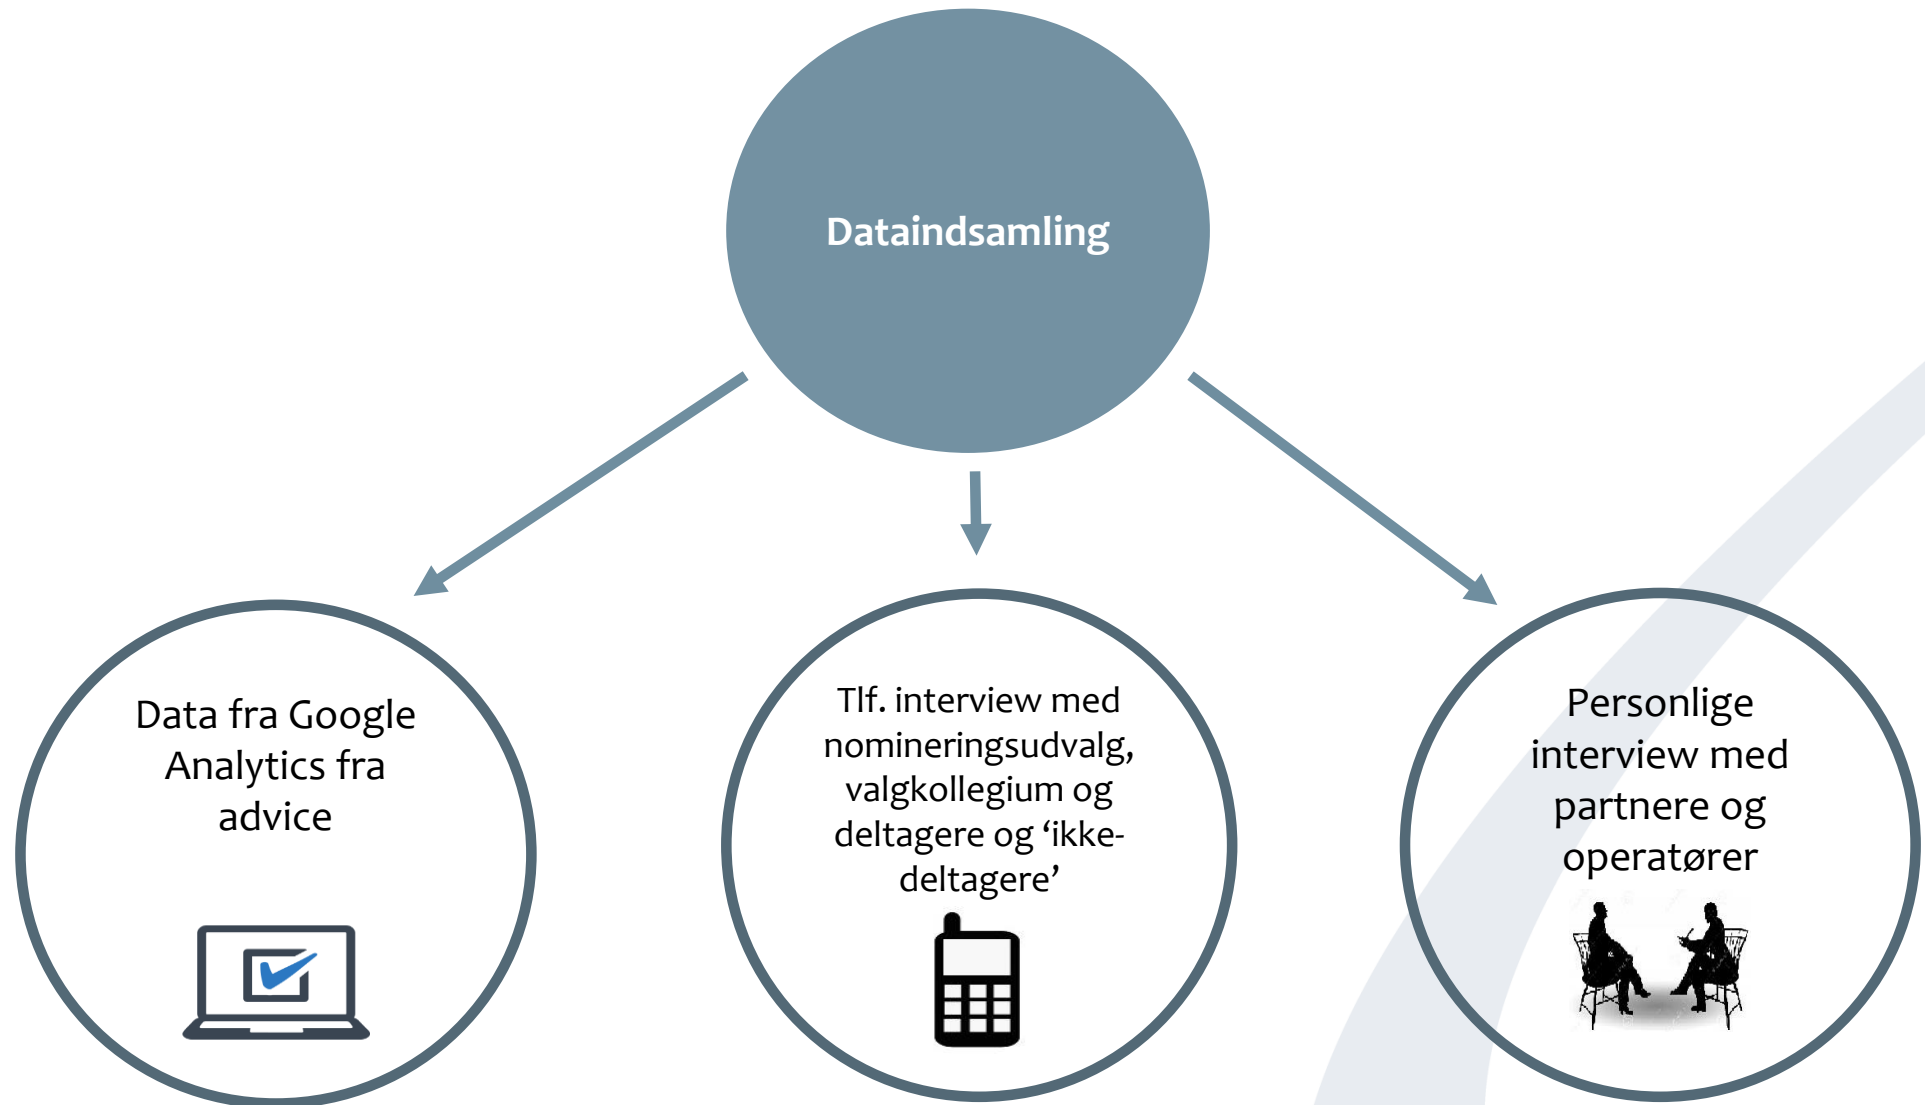 Dataindsamling
Data fra Google
Analytics fra
advice
Tlf. interview med
nomineringsudvalg,
valgkollegium og
deltagere og ‘ikke-
deltagere’
Personlige
interview med
partnere og
operatører